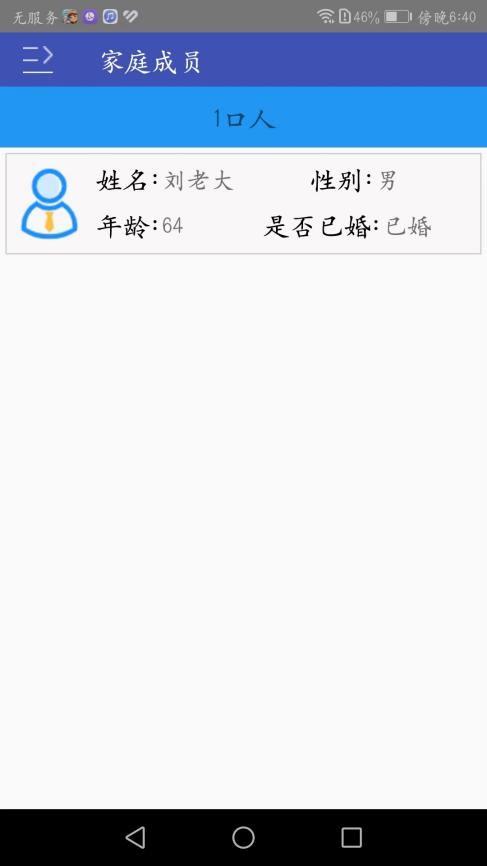 无服务 46% 傍晚6:40
家庭成员
1口人
姓名:刘老大 性别:男
年龄:64 是否已婚:已婚